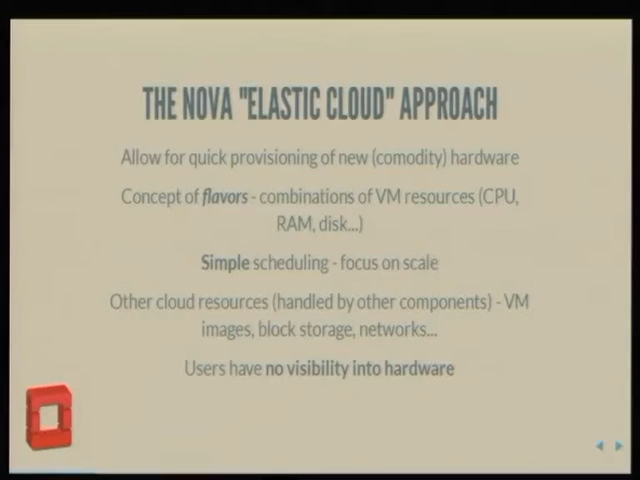 THE NOVA "ELASTIC CLOUD" APPROACH
Allow for quick provisioning of new (comodity) hardware
Concept of flavors - combinations of VM resources (CPU,
RAM, disk...)
Simple scheduling - focus on scale
Other cloud resources (handled by other components) - VM
images, block storage, networks...
Users have no visibility into hardware